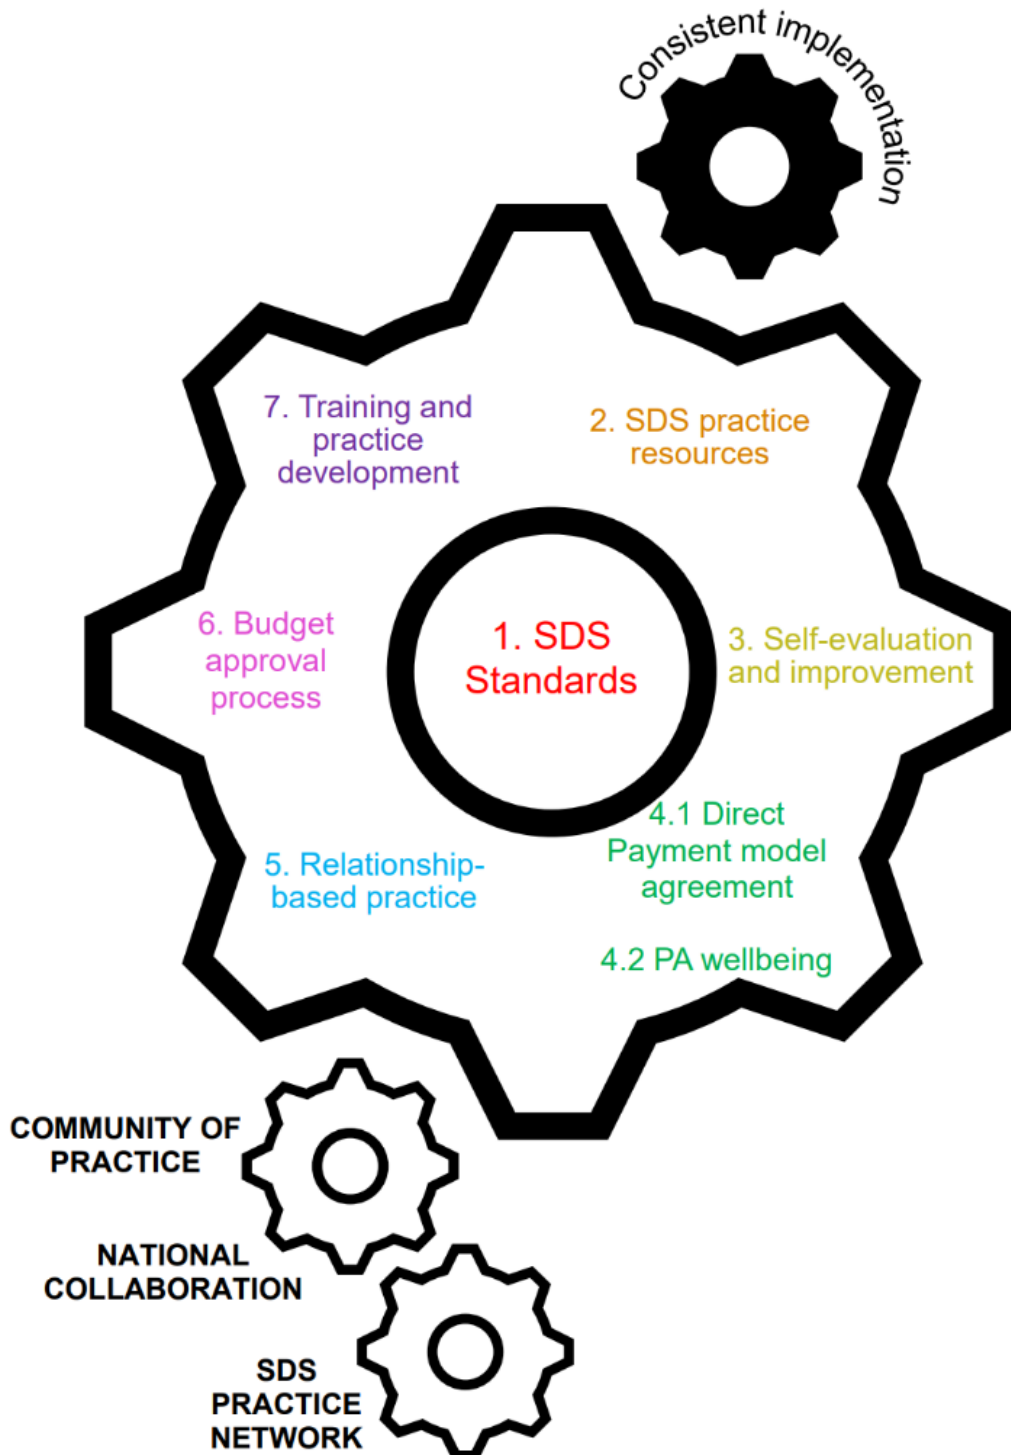 Consistent implementation
7. Training and
practice
development
2. SDS practice
resources
6. Budget
approval
process
1. SDS
Standards
3. Self-evaluation
and improvement
5. Relationship-
based practice
4.1 Direct
Payment model
agreement
4.2 PA wellbeing
COMMUNITY OF
PRACTICE
NATIONAL
COLLABORATION
SDS
PRACTICE
NETWORK